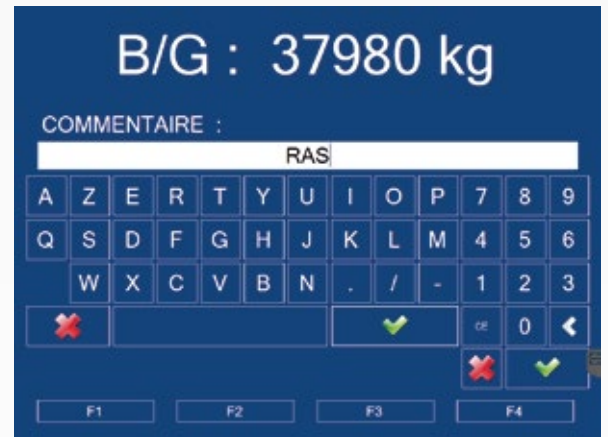 B/G : 37980 kg
COMMENTAIRE :
RAS
A Z E R T Y U I O P 7 8 9
Q S D F G H J K L M 4 5 6
W X C V B N . / - 1 2 3
CE 0
F1 F2 F3 F4